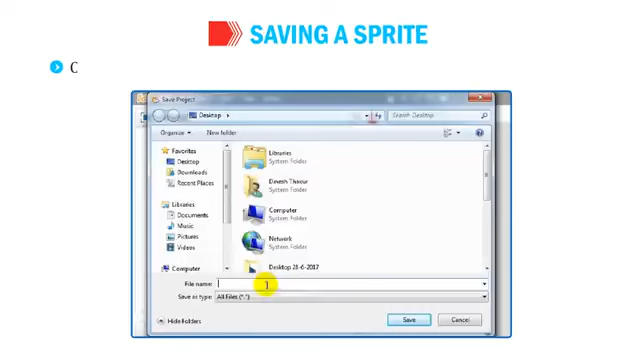 SAVING A SPRITE
C
Save Project
Desktop
Search Desktop
Organize
New folder
Favorites
Desktop
Downloads
Recent Places
Libraries
Documents
Music
Pictures
Videos
Computer
Libraries
System Folder
Dinesh Thakur
System Folder
Computer
System Folder
Network
System Folder
Desktop 28-6-2017
File name:
Save as type: All Files (*.*)
Hide Folders
Save
Cancel